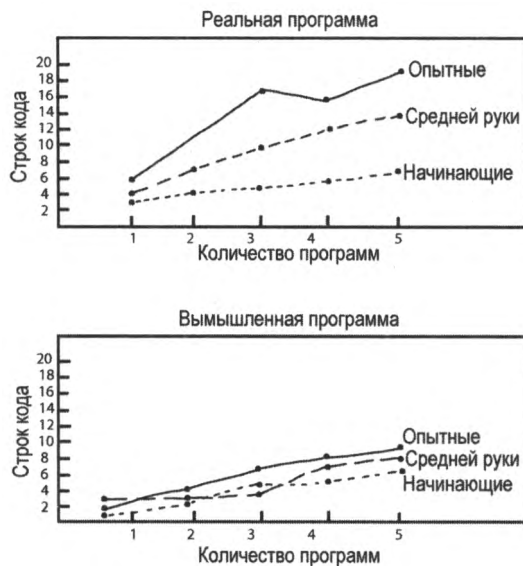 Реальная программа
Строк кода
20
18
16
14
12
10
8
6
4
2
Опытные
Средней руки
Начинающие
1 2 3 4 5
Количество программ
Вымышленная программа
Строк кода
20
18
16
14
12
10
8
6
4
2
Опытные
Средней руки
Начинающие
1 2 3 4 5
Количество программ